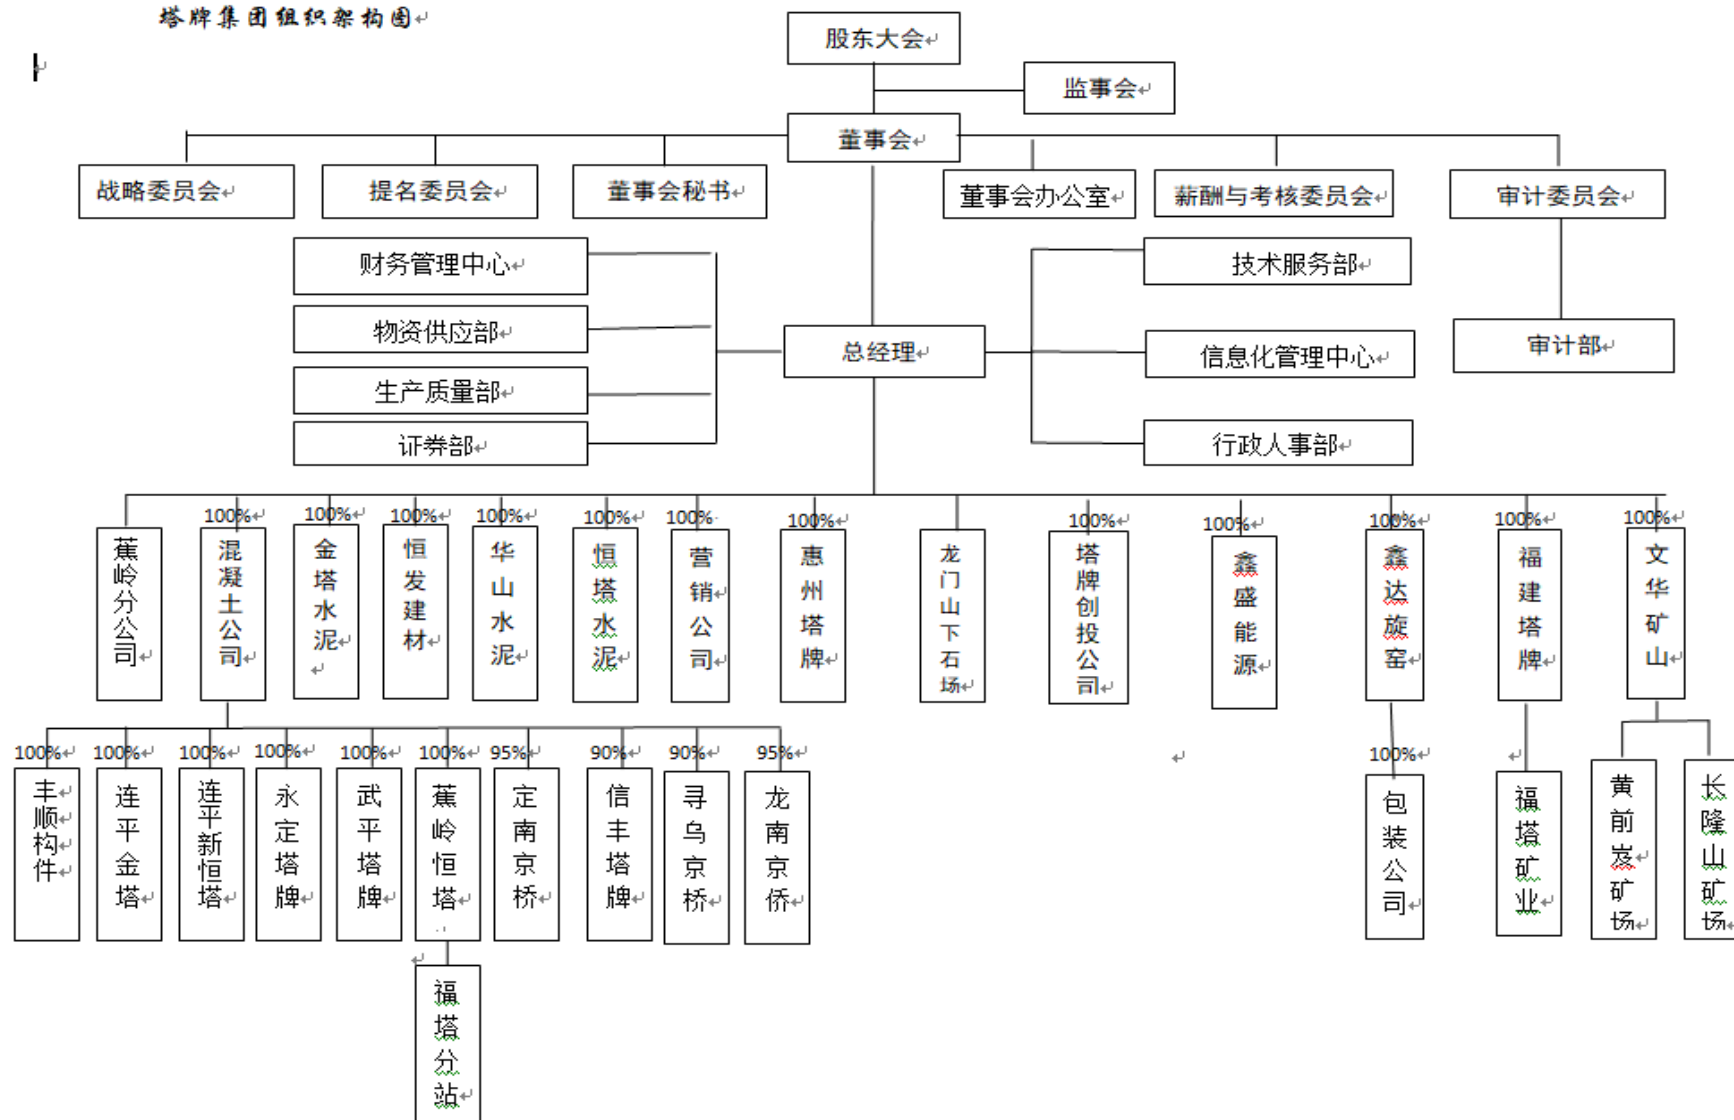 塔牌集团组织架构图
股东大会
监事会
董事会
战略委员会
提名委员会
董事会秘书
董事会办公室
薪酬与考核委员会
审计委员会
财务管理中心
技术服务部
物资供应部
总经理
信息化管理中心
审计部
生产质量部
证券部
行政人事部
蕉岭分公司
100%
混凝土公司
100%
金塔水泥
100%
恒发建材
100%
华山水泥
100%
恒塔水泥
100%
营销公司
100%
惠州塔牌
龙门山下石场
100%
塔牌创投公司
100%
鑫盛能源
100%
鑫达旋窑
100%
福建塔牌
100%
文华矿山
100%
丰顺构件
100%
连平金塔
100%
连平新恒塔
100%
永定塔牌
100%
武平塔牌
100%
蕉岭恒塔
95%
定南京桥
90%
信丰塔牌
90%
寻乌京桥
95%
龙南京侨
100%
包装公司
福塔矿业
黄前岌矿场
长隆山矿场
福塔分站